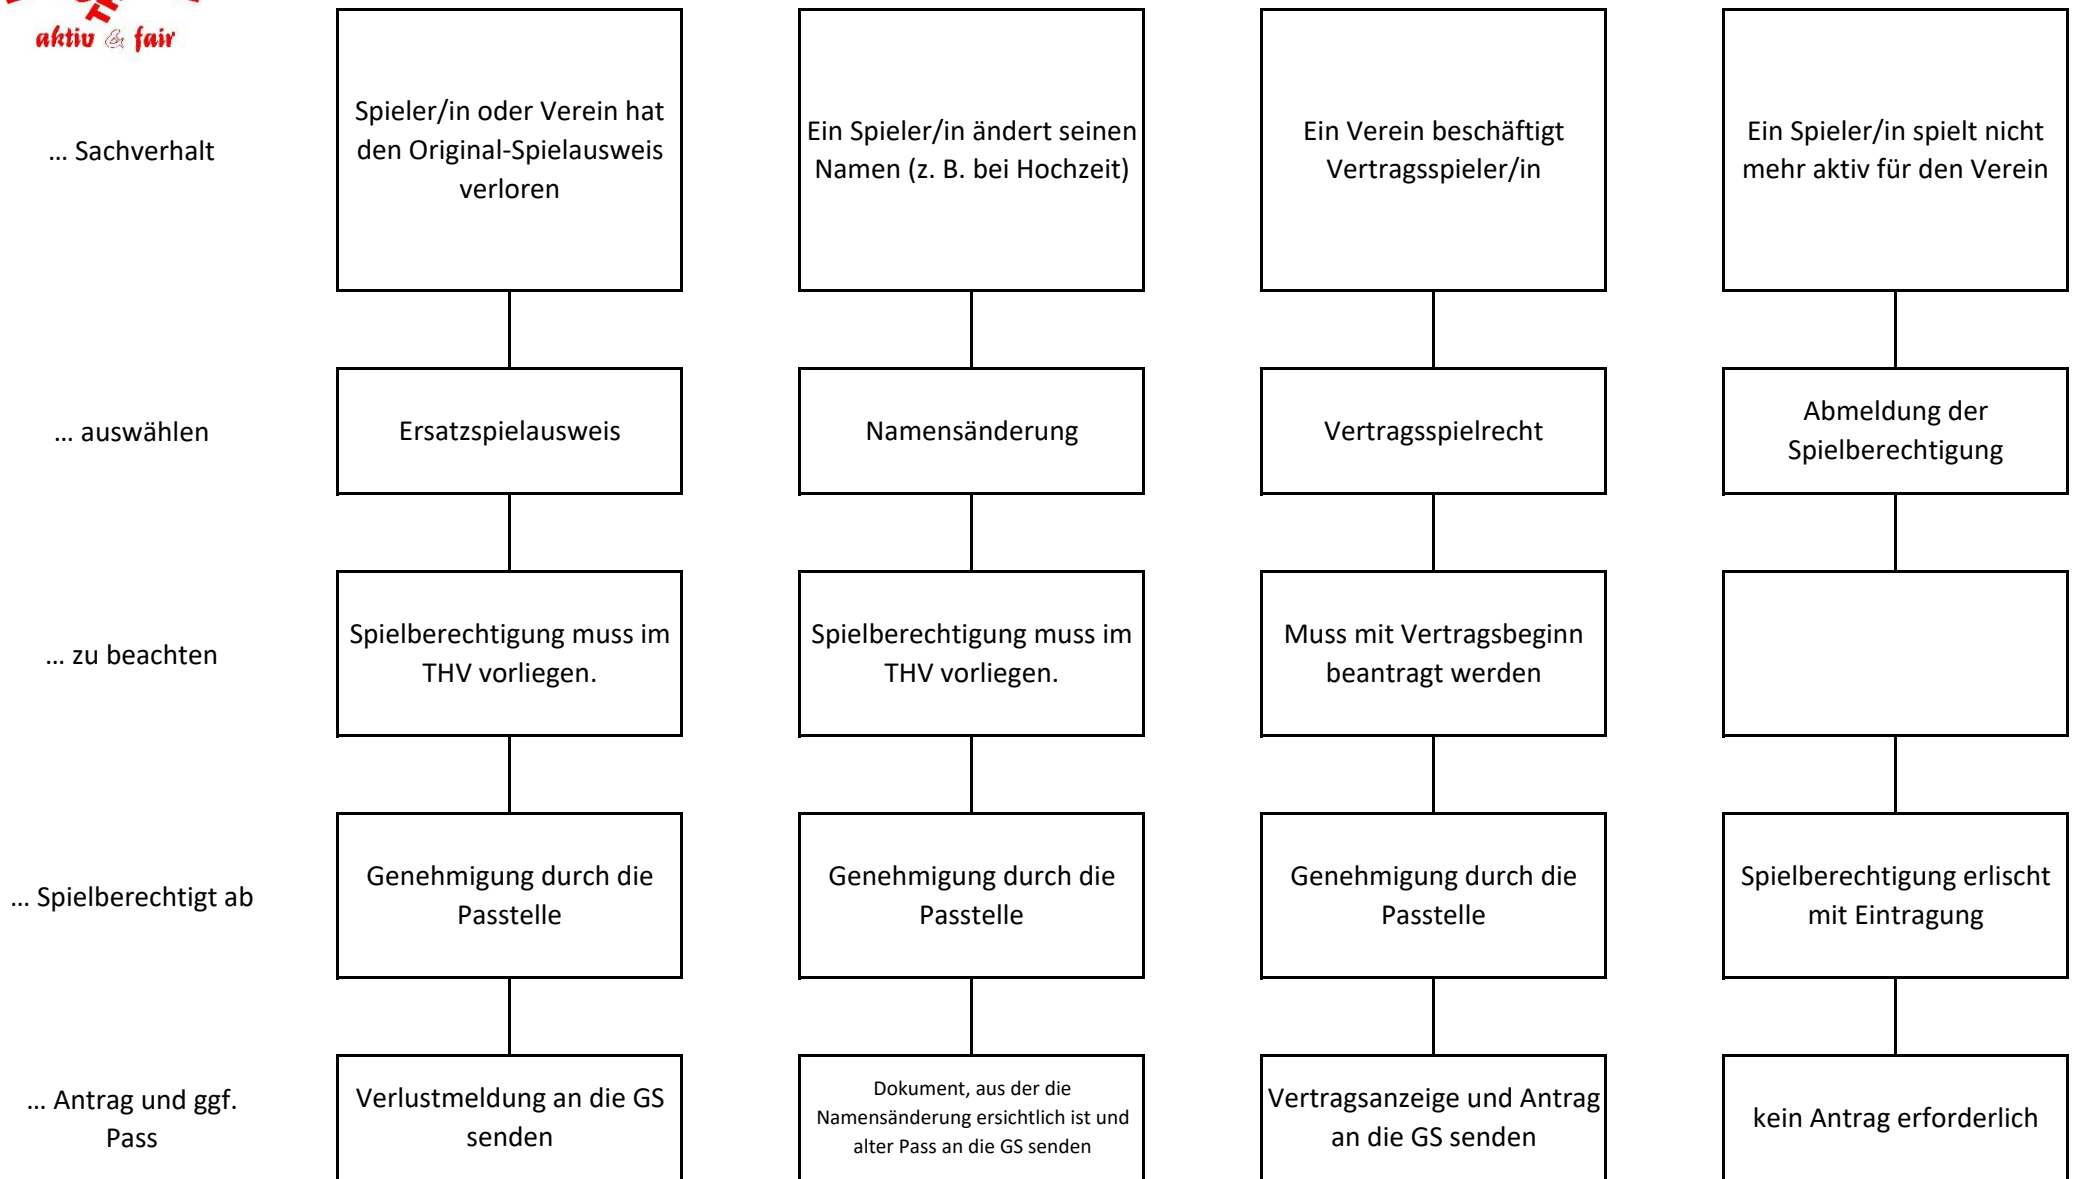 aktiv & fair
... Sachverhalt
Spieler/in oder Verein hat
den Original-Spielausweis
verloren
Ein Spieler/in ändert seinen
Namen (z. B. bei Hochzeit)
Ein Verein beschäftigt
Vertragsspieler/in
Ein Spieler/in spielt nicht
mehr aktiv für den Verein
... auswählen
Ersatzspielausweis
Namensänderung
Vertragsspielrecht
Abmeldung der
Spielberechtigung
... zu beachten
Spielberechtigung muss im
THV vorliegen.
Spielberechtigung muss im
THV vorliegen.
Muss mit Vertragsbeginn
beantragt werden
... Spielberechtigt ab
Genehmigung durch die
Passtelle
Genehmigung durch die
Passtelle
Genehmigung durch die
Passtelle
Spielberechtigung erlischt
mit Eintragung
... Antrag und ggf.
Pass
Verlustmeldung an die GS
senden
Dokument, aus der die
Namensänderung ersichtlich ist und
alter Pass an die GS senden
Vertragsanzeige und Antrag
an die GS senden
kein Antrag erforderlich